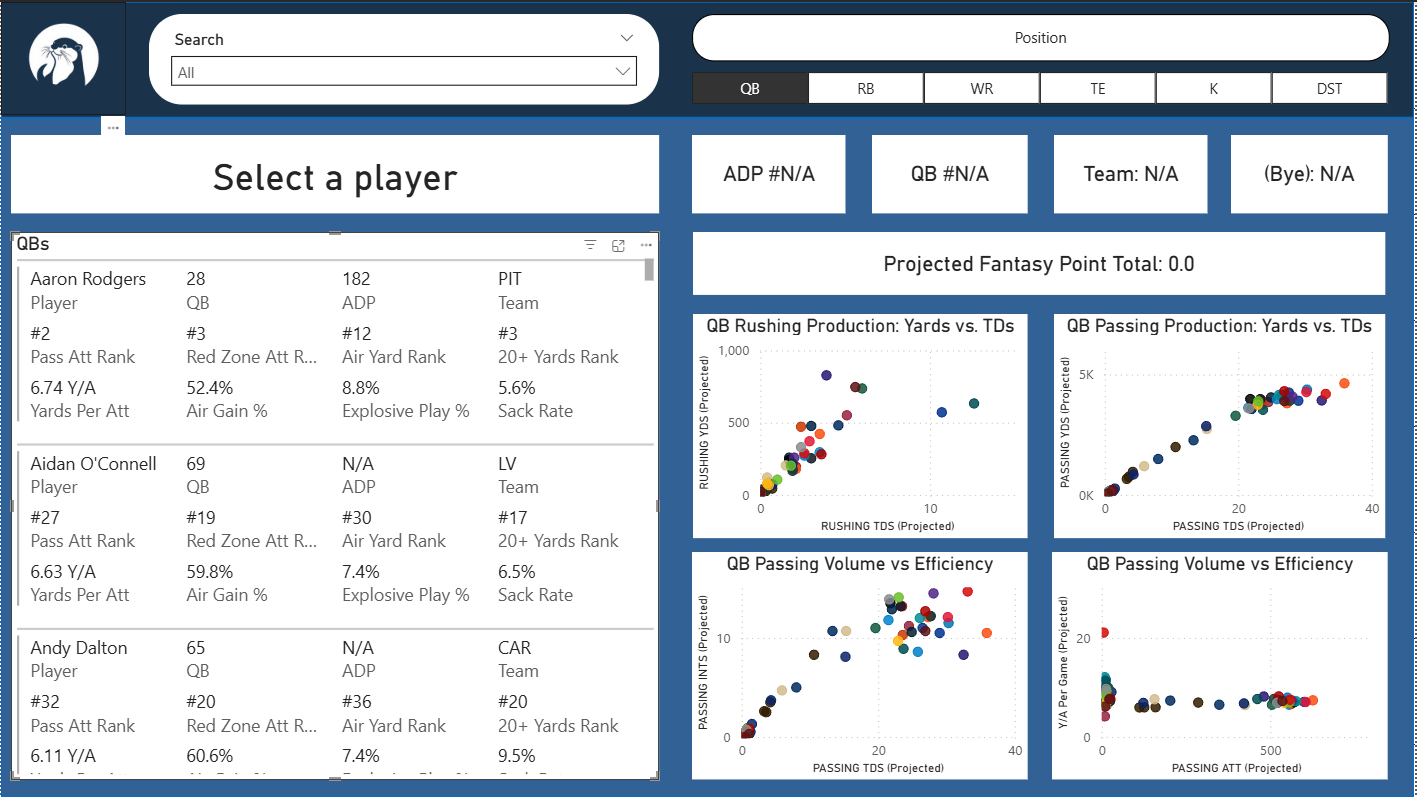 Search
All
Position
QB RB WR TE K DST
Select a player
ADP #N/A
QB #N/A
Team: N/A
(Bye): N/A
QBs
Aaron Rodgers 28 182 PIT
Player QB ADP Team
#2 #3 #12 #3
Pass Att Rank Red Zone Att R... Air Yard Rank 20+ Yards Rank
6.74 Y/A 52.4% 8.8% 5.6%
Yards Per Att Air Gain % Explosive Play % Sack Rate
Aidan O'Connell 69 N/A LV
Player QB ADP Team
#27 #19 #30 #17
Pass Att Rank Red Zone Att R... Air Yard Rank 20+ Yards Rank
6.63 Y/A 59.8% 7.4% 6.5%
Yards Per Att Air Gain % Explosive Play % Sack Rate
Andy Dalton 65 N/A CAR
Player QB ADP Team
#32 #20 #36 #20
Pass Att Rank Red Zone Att R... Air Yard Rank 20+ Yards Rank
6.11 Y/A 60.6% 7.4% 9.5%
Projected Fantasy Point Total: 0.0
QB Rushing Production: Yards vs. TDs
RUSHING YDS (Projected)
1,000
500
0
0 10
RUSHING TDS (Projected)
QB Passing Production: Yards vs. TDs
PASSING YDS (Projected)
5K
0K
0 20 40
PASSING TDS (Projected)
QB Passing Volume vs Efficiency
PASSING INTS (Projected)
10
0
0 20 40
PASSING TDS (Projected)
QB Passing Volume vs Efficiency
Y/A Per Game (Projected)
20
0
0 500
PASSING ATT (Projected)